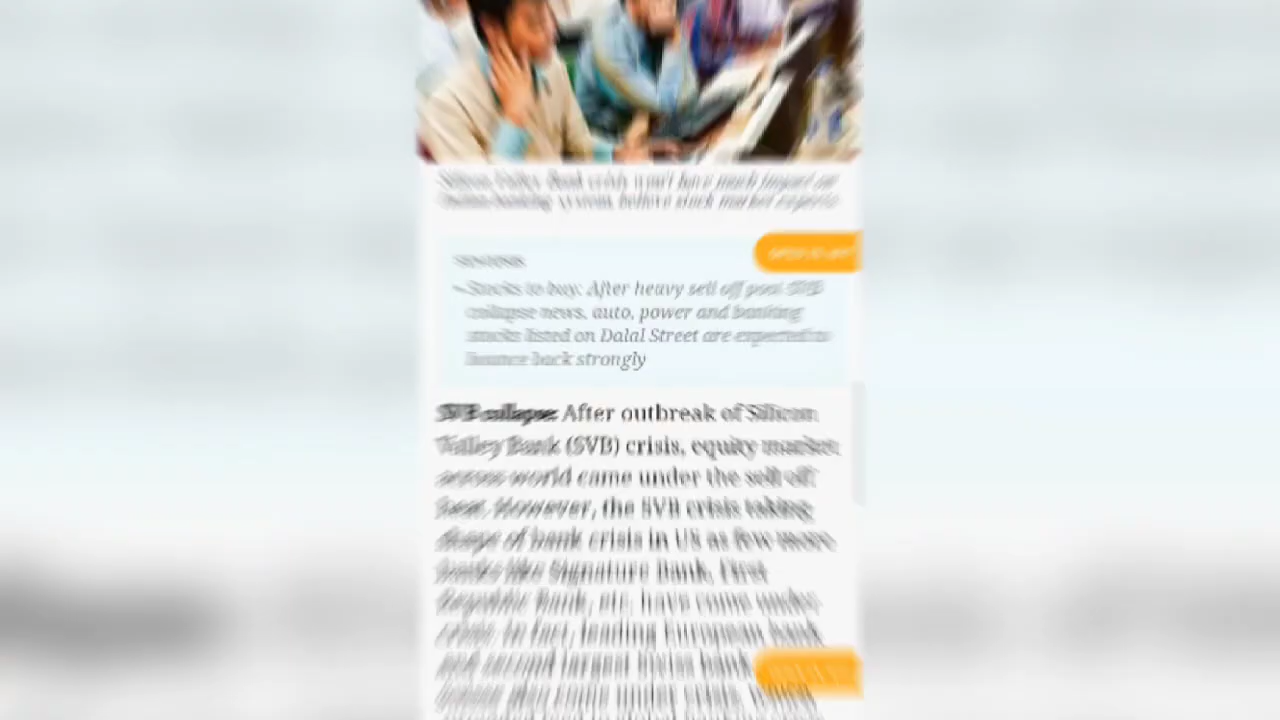 Silicon Valley Bank crisis won't have much impact on
stock market experts
SYNOPSIS
Stocks to buy: After heavy sell off post SVB
collapse news, auto, power and banking
stocks listed on Dalal Street are expected to
bounce back strongly
SVB collapse: After outbreak of Silicon
Valley Bank (SVB) crisis, equity market
across world came under the sell off
heat. However, the SVB crisis taking
shape of bank crisis in US as few more
banks like Signature Bank, First
Republic Bank, etc. have come under
crisis. In fact, leading European bank
and second largest Swiss bank